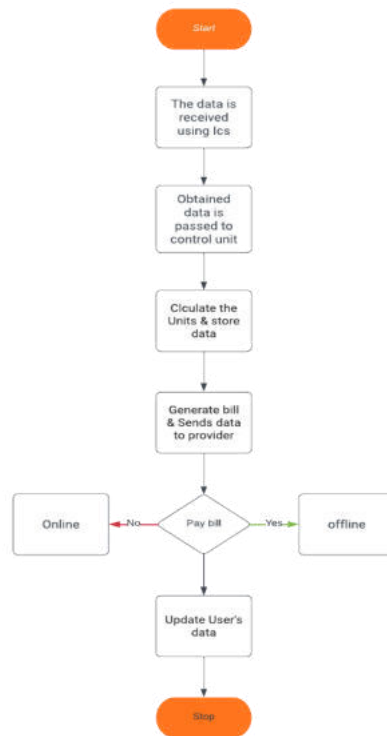 Start
The data is
received
using Ics
Obtained
data is
passed to
control unit
Clculate the
Units & store
data
Generate bill
& Sends data
to provider
Online
No
Pay bill
Yes
offline
Update User's
data
Stop